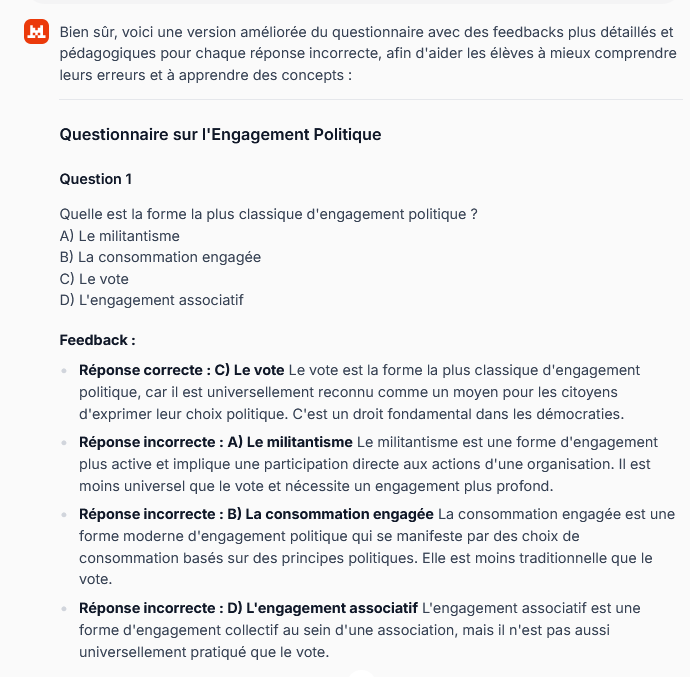 Bien sûr, voici une version améliorée du questionnaire avec des feedbacks plus détaillés et
pédagogiques pour chaque réponse incorrecte, afin d'aider les élèves à mieux comprendre
leurs erreurs et à apprendre des concepts :
Questionnaire sur l'Engagement Politique
Question 1
Quelle est la forme la plus classique d'engagement politique ?
A) Le militantisme
B) La consommation engagée
C) Le vote
D) L'engagement associatif
Feedback :
Réponse correcte : C) Le vote Le vote est la forme la plus classique d'engagement
politique, car il est universellement reconnu comme un moyen pour les citoyens
d'exprimer leur choix politique. C'est un droit fondamental dans les démocraties.
Réponse incorrecte : A) Le militantisme Le militantisme est une forme d'engagement
plus active et implique une participation directe aux actions d'une organisation. Il est
moins universel que le vote et nécessite un engagement plus profond.
Réponse incorrecte : B) La consommation engagée La consommation engagée est une
forme moderne d'engagement politique qui se manifeste par des choix de
consommation basés sur des principes politiques. Elle est moins traditionnelle que le
vote.
Réponse incorrecte : D) L'engagement associatif L'engagement associatif est une
forme d'engagement collectif au sein d'une association, mais il n'est pas aussi
universellement pratiqué que le vote.